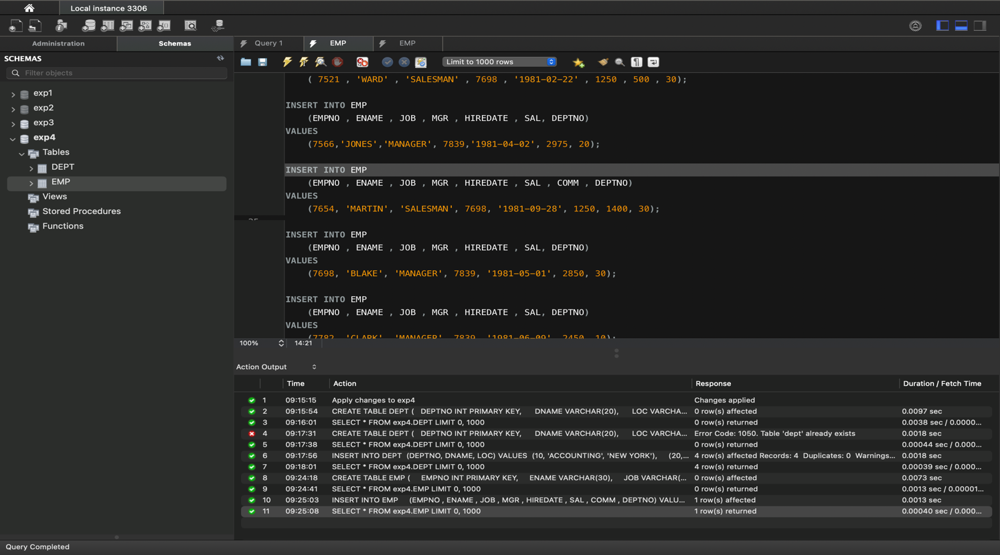 Local instance 3306
Administration
Schemas
Query 1
EMP
EMP
SCHEMAS
Filter objects
Limit to 1000 rows
exp1
exp2
exp3
exp4
Tables
DEPT
EMP
Views
Stored Procedures
Functions
( 7521 , 'WARD' , 'SALESMAN' , 7698 , '1981-02-22' , 1250 , 500 , 30);
INSERT INTO EMP
(EMPNO , ENAME , JOB , MGR , HIREDATE , SAL, DEPTNO)
VALUES
(7566,'JONES','MANAGER', 7839,'1981-04-02', 2975, 20);
INSERT INTO EMP
(EMPNO , ENAME , JOB , MGR , HIREDATE , SAL , COMM , DEPTNO)
VALUES
(7654, 'MARTIN', 'SALESMAN', 7698, '1981-09-28', 1250, 1400, 30);
INSERT INTO EMP
(EMPNO , ENAME , JOB , MGR , HIREDATE , SAL, DEPTNO)
VALUES
(7698, 'BLAKE', 'MANAGER', 7839, '1981-05-01', 2850, 30);
INSERT INTO EMP
(EMPNO , ENAME , JOB , MGR , HIREDATE , SAL, DEPTNO)
VALUES
(7782, 'CLARK', 'MANAGER', 7839, '1981-06-09', 2450, 10);
100% 14:21
Action Output
Time Action Response Duration / Fetch Time
1 09:15:15 Apply changes to exp4 Changes applied
2 09:15:54 CREATE TABLE DEPT ( DEPTNO INT PRIMARY KEY, DNAME VARCHAR(20), LOC VARCHA... 0 row(s) affected 0.0097 sec
3 09:16:01 SELECT * FROM exp4.DEPT LIMIT 0, 1000 0 row(s) returned 0.0038 sec / 0.0000...
4 09:17:31 CREATE TABLE DEPT ( DEPTNO INT PRIMARY KEY, DNAME VARCHAR(20), LOC VARCHA... Error Code: 1050. Table 'dept' already exists 0.0018 sec
5 09:17:38 SELECT * FROM exp4.DEPT LIMIT 0, 1000 0 row(s) returned 0.00044 sec / 0.000...
6 09:17:56 INSERT INTO DEPT (DEPTNO, DNAME, LOC) VALUES (10, 'ACCOUNTING', 'NEW YORK'), (20,... 4 row(s) affected Records: 4 Duplicates: 0 Warnings... 0.0018 sec
7 09:18:01 SELECT * FROM exp4.DEPT LIMIT 0, 1000 4 row(s) returned 0.00039 sec / 0.000...
8 09:24:18 CREATE TABLE EMP ( EMPNO INT PRIMARY KEY, ENAME VARCHAR(30), JOB VARCHAR(... 0 row(s) affected 0.0073 sec
9 09:24:41 SELECT * FROM exp4.EMP LIMIT 0, 1000 0 row(s) returned 0.0013 sec / 0.00001...
10 09:25:03 INSERT INTO EMP (EMPNO , ENAME , JOB , MGR , HIREDATE , SAL , COMM , DEPTNO) VALU... 1 row(s) affected 0.0013 sec
11 09:25:08 SELECT * FROM exp4.EMP LIMIT 0, 1000 1 row(s) returned 0.00040 sec / 0.000...
Query Completed